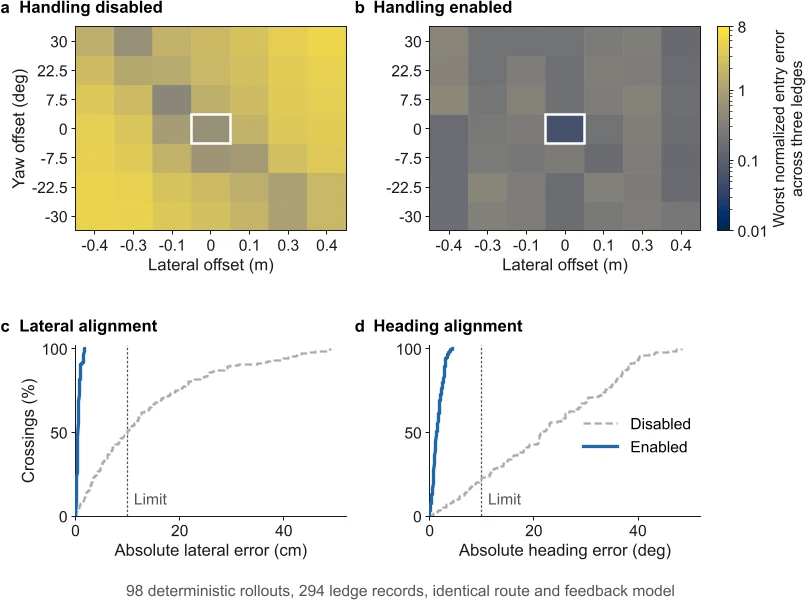 a Handling disabled
b Handling enabled
Yaw offset (deg)
30
22.5
7.5
0
-7.5
-22.5
-30
-0.4 -0.3 -0.1 0 0.1 0.3 0.4
Lateral offset (m)
30
22.5
7.5
0
-7.5
-22.5
-30
-0.4 -0.3 -0.1 0 0.1 0.3 0.4
Lateral offset (m)
8
1
0.1
0.01
Worst normalized entry error
across three ledges
c Lateral alignment
Crossings (%)
100
50
0
Limit
0 20 40
Absolute lateral error (cm)
d Heading alignment
100
50
0
Disabled
Enabled
Limit
0 20 40
Absolute heading error (deg)
98 deterministic rollouts, 294 ledge records, identical route and feedback model